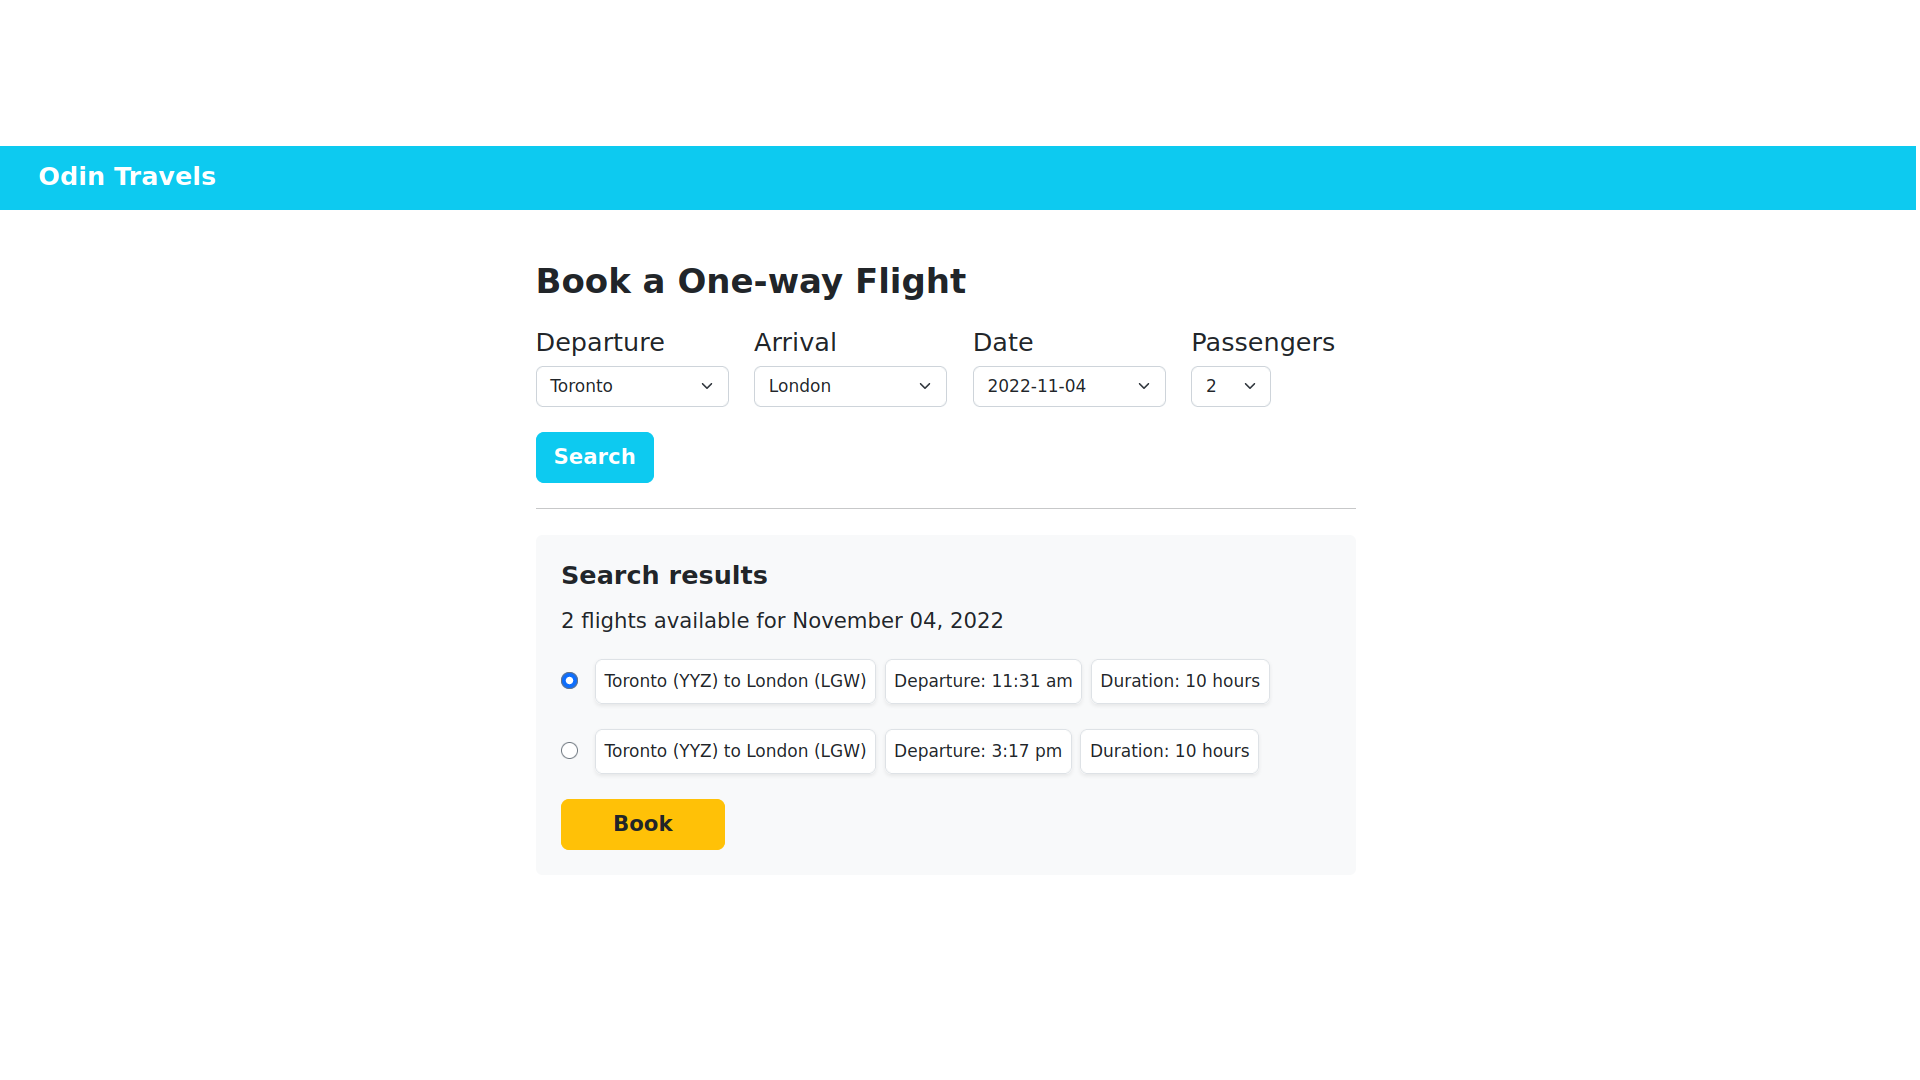 Odin Travels
Book a One-way Flight
Departure Arrival Date Passengers
Toronto London 2022-11-04 2
Search
Search results
2 flights available for November 04, 2022
Toronto (YYZ) to London (LGW) Departure: 11:31 am Duration: 10 hours
Toronto (YYZ) to London (LGW) Departure: 3:17 pm Duration: 10 hours
Book